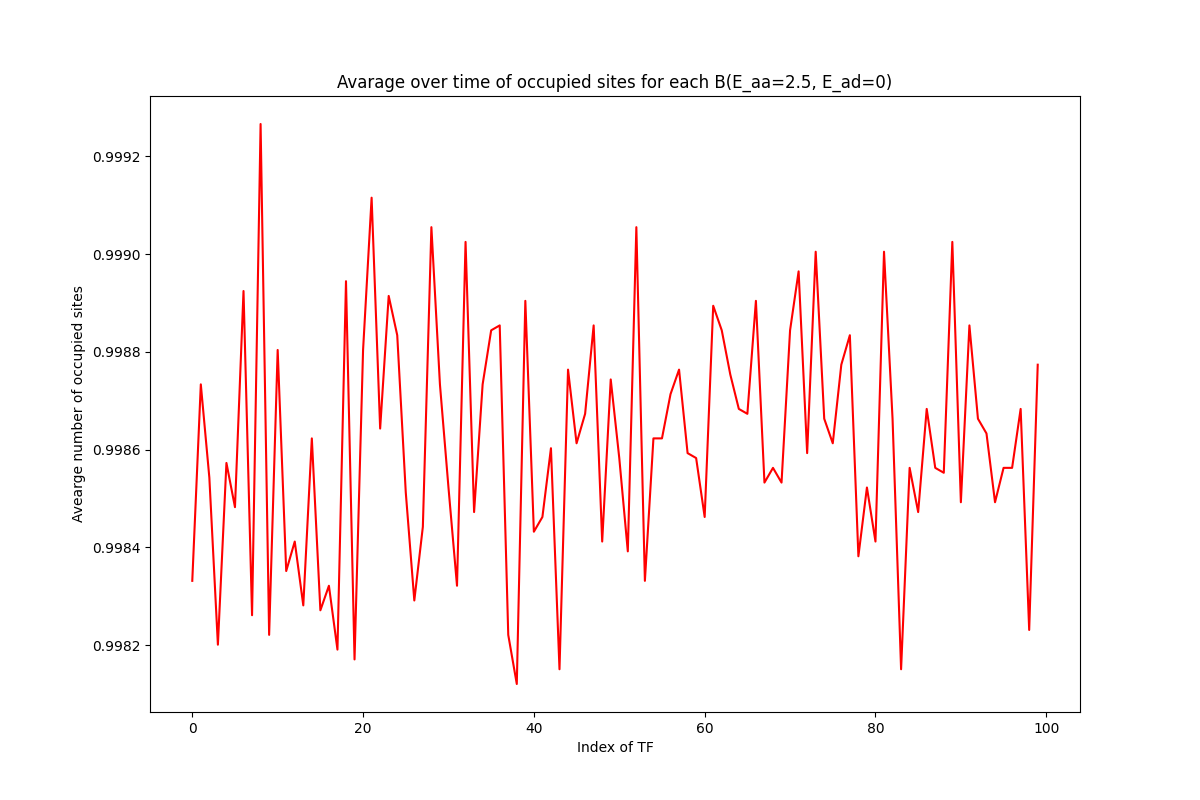 Avarage over time of occupied sites for each B(E_aa=2.5, E_ad=0)
Avearge number of occupied sites
0.9992
0.9990
0.9988
0.9986
0.9984
0.9982
0 20 40 60 80 100
Index of TF